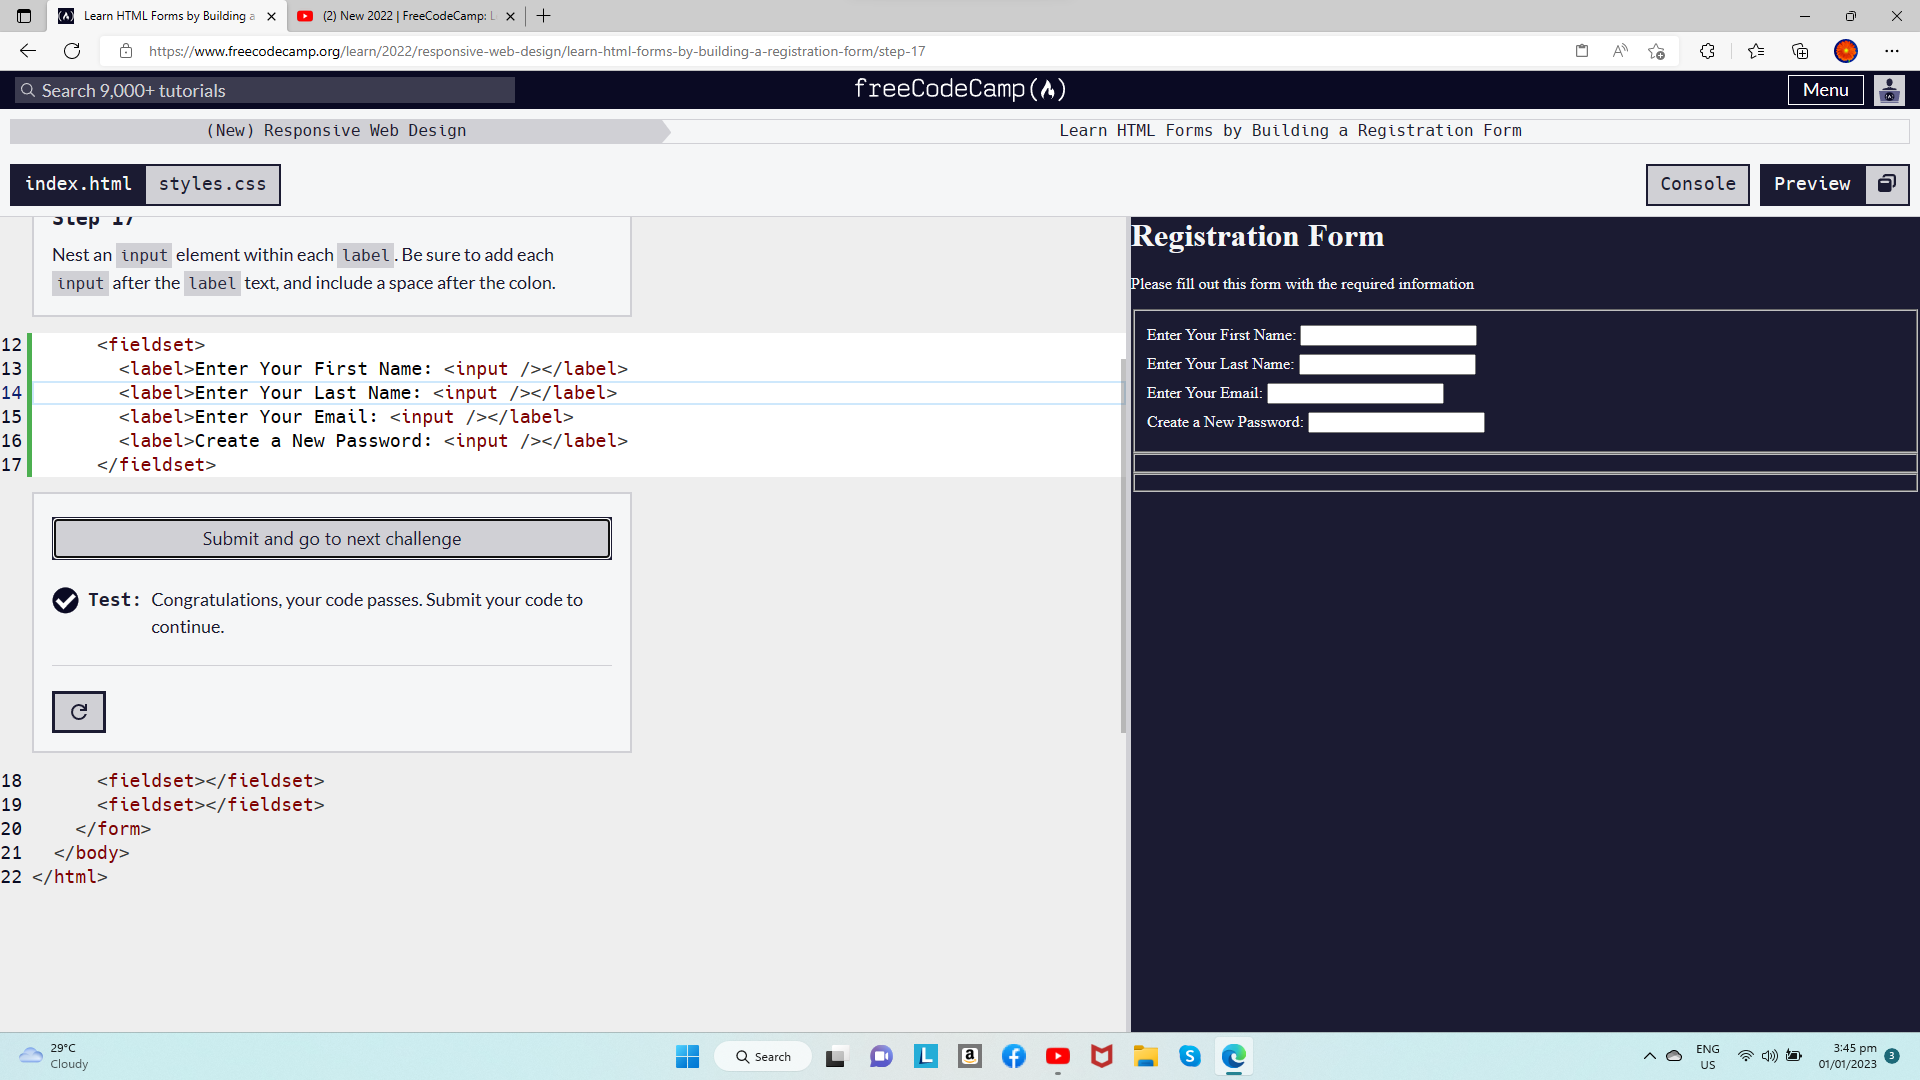 Learn HTML Forms by Building a
(2) New 2022 | FreeCodeCamp: L
https://www.freecodecamp.org/learn/2022/responsive-web-design/learn-html-forms-by-building-a-registration-form/step-17
Search 9,000+ tutorials
freeCodeCamp(🔥)
Menu
(New) Responsive Web Design
Learn HTML Forms by Building a Registration Form
index.html
styles.css
Console
Preview
Step 17
Nest an input element within each label. Be sure to add each
input after the label text, and include a space after the colon.
12 <fieldset>
13 <label>Enter Your First Name: <input /></label>
14 <label>Enter Your Last Name: <input /></label>
15 <label>Enter Your Email: <input /></label>
16 <label>Create a New Password: <input /></label>
17 </fieldset>
Submit and go to next challenge
Test: Congratulations, your code passes. Submit your code to
continue.
18 <fieldset></fieldset>
19 <fieldset></fieldset>
20 </form>
21 </body>
22 </html>
Registration Form
Please fill out this form with the required information
Enter Your First Name:
Enter Your Last Name:
Enter Your Email:
Create a New Password:
29°C
Cloudy
Search
ENG
US
3:45 pm
01/01/2023
3